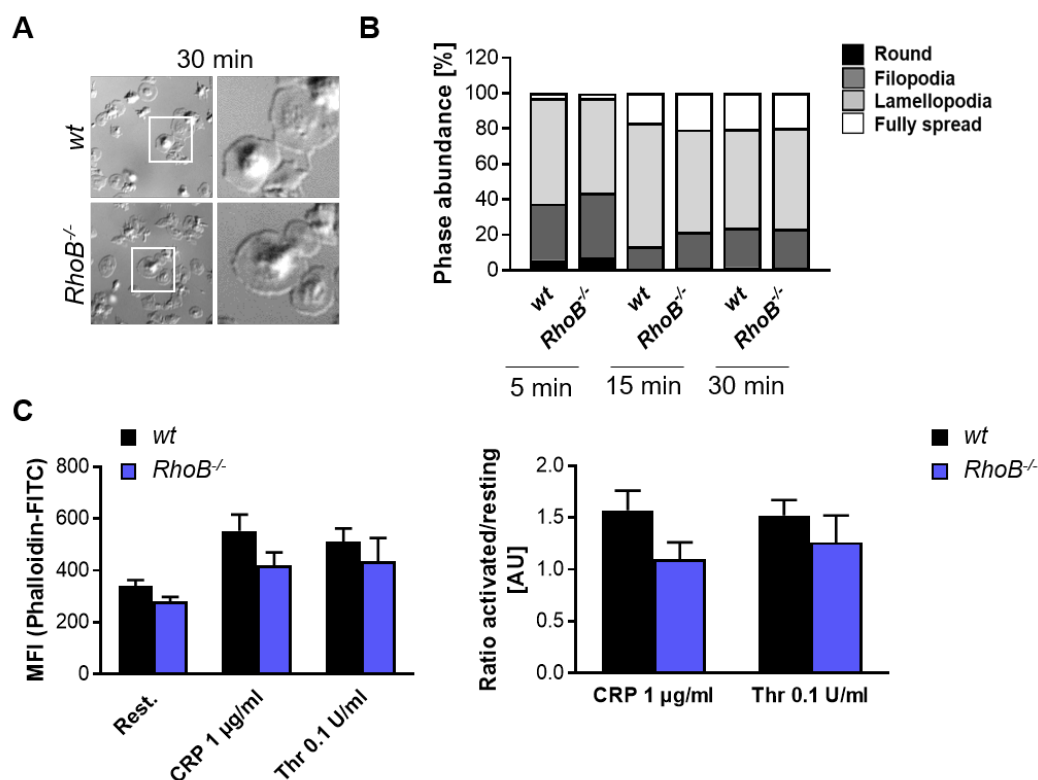 A
30 min
wt
RhoB-/-
B
Phase abundance [%]
120
100
80
60
40
20
0
Round
Filopodia
Lamellopodia
Fully spread
wt
RhoB-/-
wt
RhoB-/-
wt
RhoB-/-
5 min
15 min
30 min
C
wt
RhoB-/-
MFI (Phalloidin-FITC)
800
600
400
200
0
Rest.
CRP 1 µg/ml
Thr 0.1 U/ml
wt
RhoB-/-
Ratio activated/resting
[AU]
2.0
1.5
1.0
0.5
0.0
CRP 1 µg/ml
Thr 0.1 U/ml